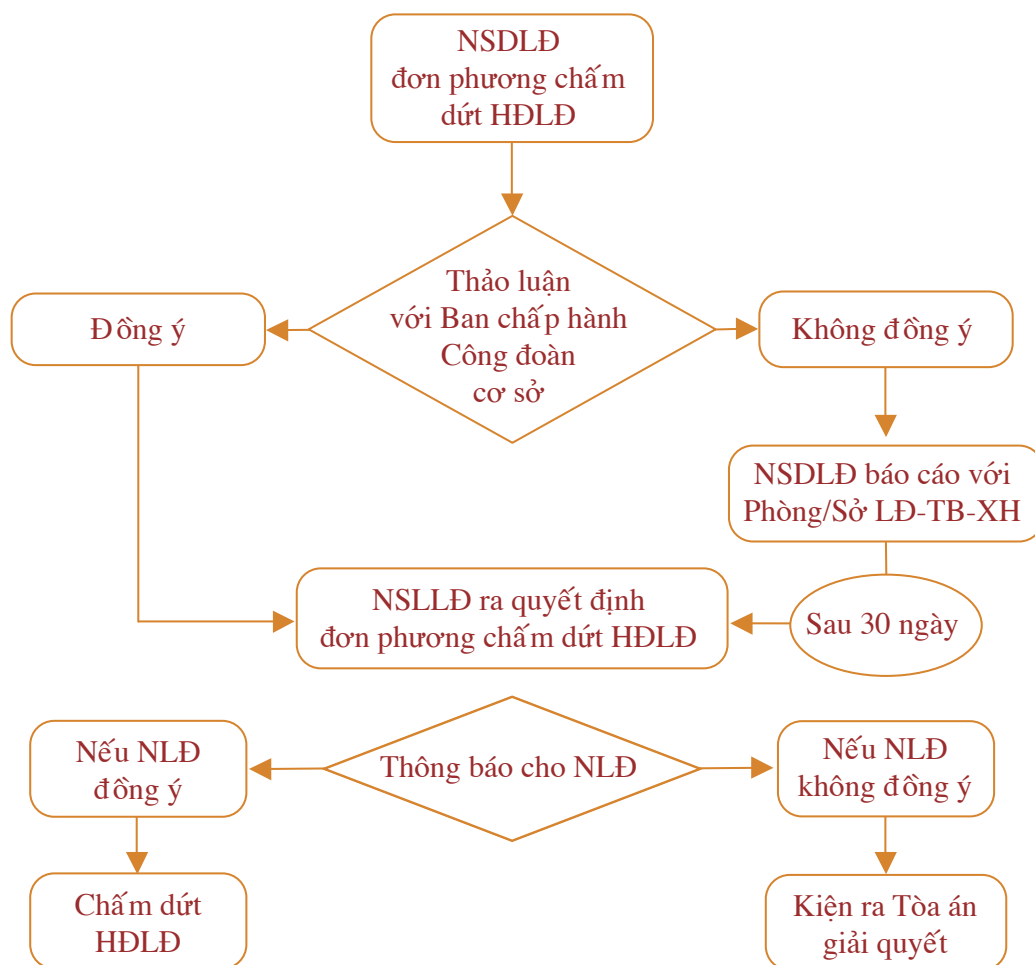 NSDLĐ
đơn phương chấm
dứt HĐLĐ
Thảo luận
với Ban chấp hành
Công đoàn
cơ sở
Đồng ý
Không đồng ý
NSDLĐ báo cáo với
Phòng/Sở LĐ-TB-XH
Sau 30 ngày
NSLLĐ ra quyết định
đơn phương chấm dứt HĐLĐ
Thông báo cho NLĐ
Nếu NLĐ
đồng ý
Nếu NLĐ
không đồng ý
Chấm dứt
HĐLĐ
Kiện ra Tòa án
giải quyết